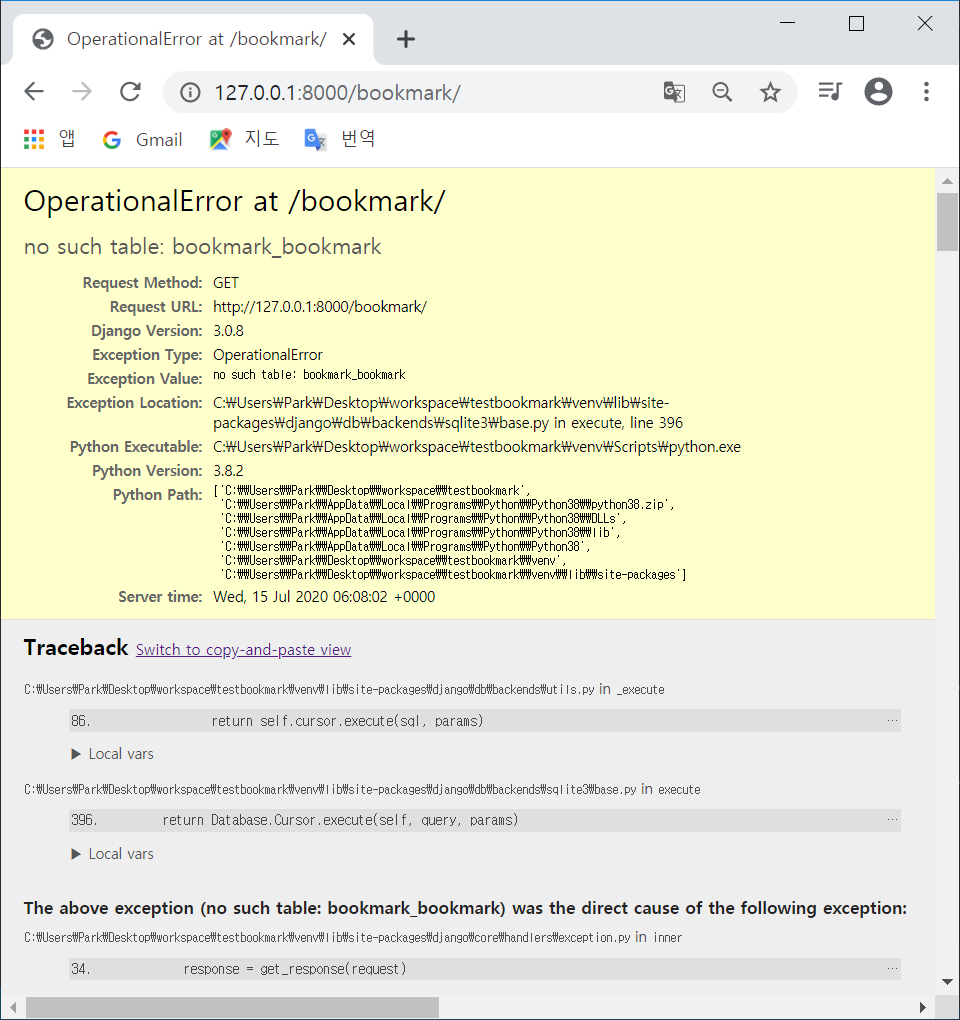 OperationalError at /bookmark/
127.0.0.1:8000/bookmark/
앱 Gmail 지도 번역
OperationalError at /bookmark/
no such table: bookmark_bookmark
Request Method: GET
Request URL: http://127.0.0.1:8000/bookmark/
Django Version: 3.0.8
Exception Type: OperationalError
Exception Value: no such table: bookmark_bookmark
Exception Location: C:₩Users₩Park₩Desktop₩workspace₩testbookmark₩venv₩lib₩site-
packages₩django₩db₩backends₩sqlite3₩base.py in execute, line 396
Python Executable: C:₩Users₩Park₩Desktop₩workspace₩testbookmark₩venv₩Scripts₩python.exe
Python Version: 3.8.2
Python Path: ['C:₩₩Users₩₩Park₩₩Desktop₩₩workspace₩₩testbookmark',
'C:₩₩Users₩₩Park₩₩AppData₩₩Local₩₩Programs₩₩Python₩₩Python38₩₩python38.zip',
'C:₩₩Users₩₩Park₩₩AppData₩₩Local₩₩Programs₩₩Python₩₩Python38₩₩DLLs',
'C:₩₩Users₩₩Park₩₩AppData₩₩Local₩₩Programs₩₩Python₩₩Python38₩₩lib',
'C:₩₩Users₩₩Park₩₩AppData₩₩Local₩₩Programs₩₩Python₩₩Python38',
'C:₩₩Users₩₩Park₩₩Desktop₩₩workspace₩₩testbookmark₩₩venv',
'C:₩₩Users₩₩Park₩₩Desktop₩₩workspace₩₩testbookmark₩₩venv₩₩lib₩₩site-packages']
Server time: Wed, 15 Jul 2020 06:08:02 +0000
Traceback Switch to copy-and-paste view
C:₩Users₩Park₩Desktop₩workspace₩testbookmark₩venv₩lib₩site-packages₩django₩db₩backends₩utils.py in _execute
86. return self.cursor.execute(sql, params) …
▶ Local vars
C:₩Users₩Park₩Desktop₩workspace₩testbookmark₩venv₩lib₩site-packages₩django₩db₩backends₩sqlite3₩base.py in execute
396. return Database.Cursor.execute(self, query, params) …
▶ Local vars
The above exception (no such table: bookmark_bookmark) was the direct cause of the following exception:
C:₩Users₩Park₩Desktop₩workspace₩testbookmark₩venv₩lib₩site-packages₩django₩core₩handlers₩exception.py in inner
34. response = get_response(request) …